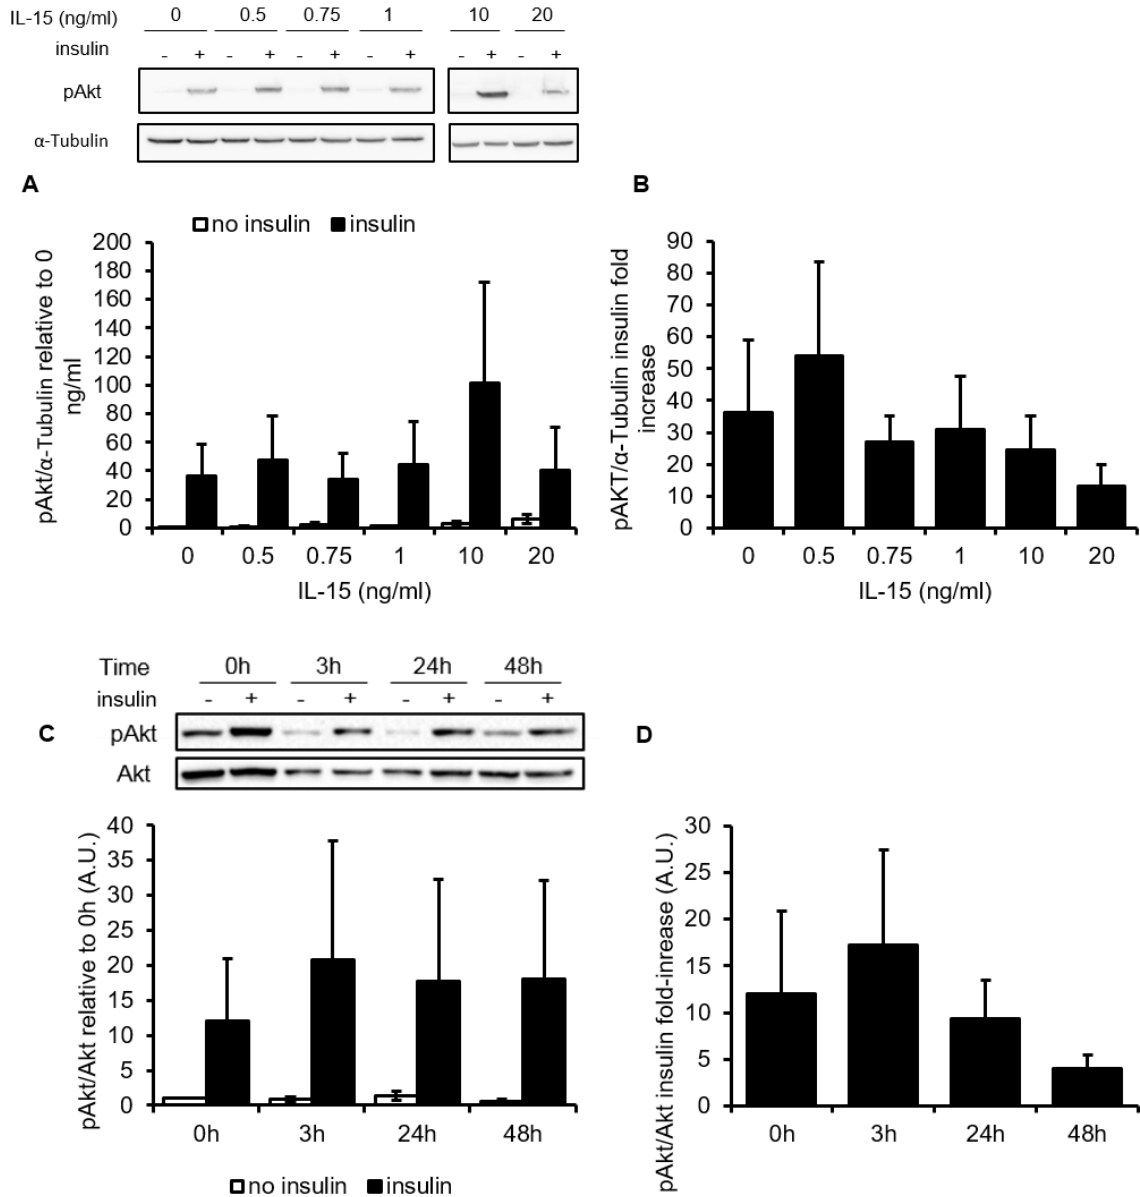 IL-15 (ng/ml) 0 0.5 0.75 1 10 20
insulin - + - + - + - + - + - +
pAkt
α-Tubulin
A
no insulin insulin
pAkt/α-Tubulin relative to 0
ng/ml
200
180
160
140
120
100
80
60
40
20
0
0 0.5 0.75 1 10 20
IL-15 (ng/ml)
B
pAKT/α-Tubulin insulin fold
increase
90
80
70
60
50
40
30
20
10
0
0 0.5 0.75 1 10 20
IL-15 (ng/ml)
Time 0h 3h 24h 48h
insulin - + - + - + - +
C
pAkt
Akt
pAkt/Akt relative to 0h (A.U.)
40
35
30
25
20
15
10
5
0
0h 3h 24h 48h
no insulin insulin
D
pAkt/Akt insulin fold-inrease (A.U.)
30
25
20
15
10
5
0
0h 3h 24h 48h